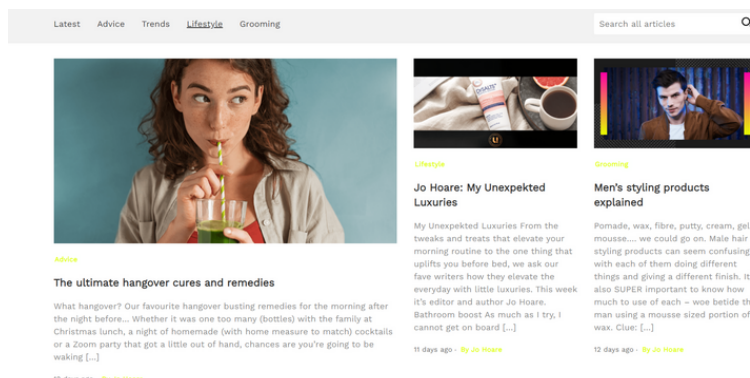 Latest Advice Trends Lifestyle Grooming
Search all articles
Advice
The ultimate hangover cures and remedies
What hangover? Our favourite hangover busting remedies for the morning after
the night before... Whether it was one too many (bottles) with the family at
Christmas lunch, a night of homemade (with home measure to match) cocktails
or a Zoom party that got a little out of hand, chances are you're going to be
waking [...]
Lifestyle
Jo Hoare: My Unexpekted
Luxuries
My Unexpekted Luxuries From the
tweaks and treats that elevate your
morning routine to the one thing that
uplifts you before bed, we ask our
fave writers how they elevate the
everyday with little luxuries. This week
it's editor and author Jo Hoare.
Bathroom boost As much as I try, I
cannot get on board [...]
11 days ago - By Jo Hoare
Grooming
Men's styling products
explained
Pomade, wax, fibre, putty, cream, gel
mousse.... we could go on. Male hair
styling products can seem confusing
with each of them doing different
things and giving a different finish. It
also SUPER important to know how
much to use of each – woe betide th
man using a mousse sized portion of
wax. Clue: [...]
12 days ago - By Jo Hoare